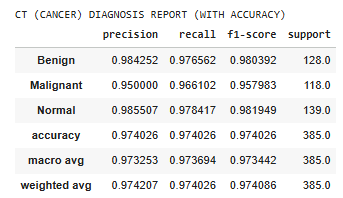 CT (CANCER) DIAGNOSIS REPORT (WITH ACCURACY)
precision recall f1-score support
Benign 0.984252 0.976562 0.980392 128.0
Malignant 0.950000 0.966102 0.957983 118.0
Normal 0.985507 0.978417 0.981949 139.0
accuracy 0.974026 0.974026 0.974026 385.0
macro avg 0.973253 0.973694 0.973442 385.0
weighted avg 0.974207 0.974026 0.974086 385.0